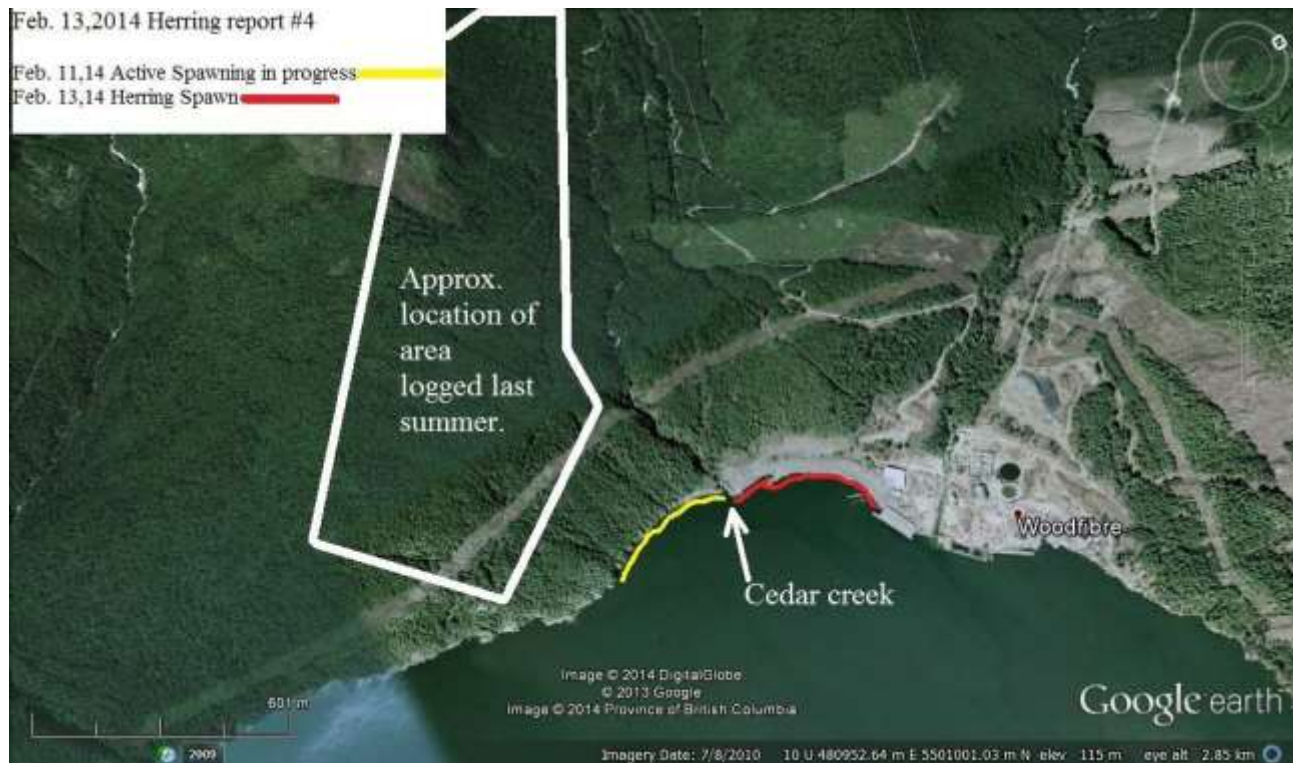 Feb. 13,2014 Herring report #4
Feb. 11,14 Active Spawning in progress
Feb. 13,14 Herring Spawn
Approx.
location of
area
logged last
summer.
Woodfibre
Cedar creek
Image © 2014 DigitalGlobe
© 2013 Google
Image © 2014 Province of British Columbia
Google earth
601 m
2009
Imagery Date: 7/8/2010 10 U 480952.64 m E 5501001.03 m N elev 115 m eye alt 2.85 km